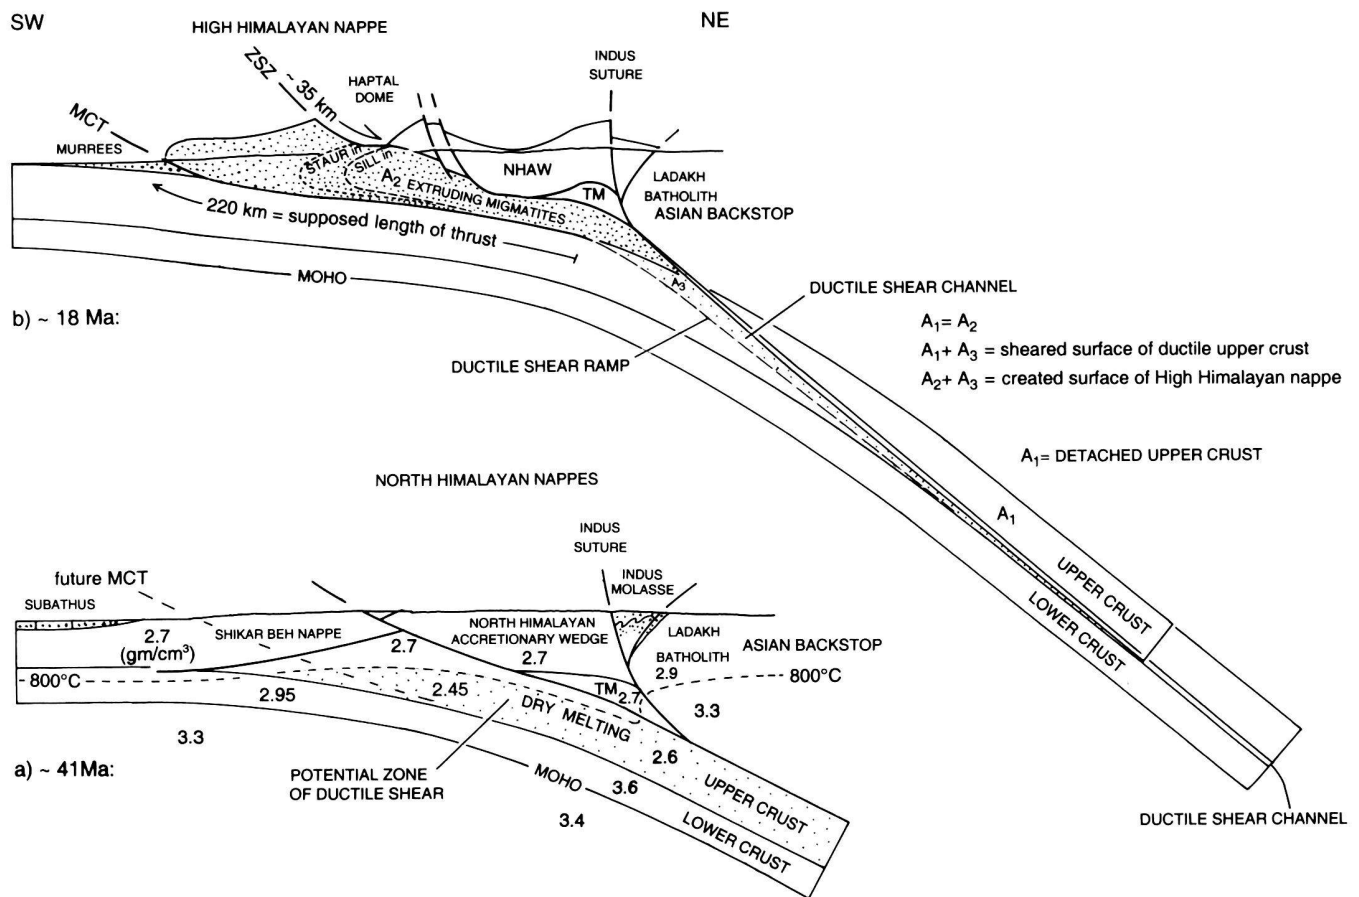 SW
NE
HIGH HIMALAYAN NAPPE
ZSZ ~ 35 km
HAPTAL
DOME
INDUS
SUTURE
MCT
MURREES
STAUR in
SILL in
A₂ EXTRUDING MIGMATITES
NHAW
TM
LADAKH
BATHOLITH
ASIAN BACKSTOP
220 km = supposed length of thrust
MOHO
A₃
DUCTILE SHEAR CHANNEL
b) ~ 18 Ma:
DUCTILE SHEAR RAMP
A₁= A₂
A₁+ A₃ = sheared surface of ductile upper crust
A₂+ A₃ = created surface of High Himalayan nappe
A₁= DETACHED UPPER CRUST
A₁
UPPER CRUST
LOWER CRUST
DUCTILE SHEAR CHANNEL
NORTH HIMALAYAN NAPPES
INDUS
SUTURE
INDUS
MOLASSE
future MCT
SUBATHUS
2.7
(gm/cm³)
SHIKAR BEH NAPPE
2.7
NORTH HIMALAYAN
ACCRETIONARY WEDGE
2.7
LADAKH
BATHOLITH
2.9
ASIAN BACKSTOP
800°C
800°C
2.95
2.45
TM
2.7
3.3
DRY MELTING
2.6
3.3
a) ~ 41Ma:
POTENTIAL ZONE
OF DUCTILE SHEAR
MOHO
3.6
3.4
UPPER CRUST
LOWER CRUST